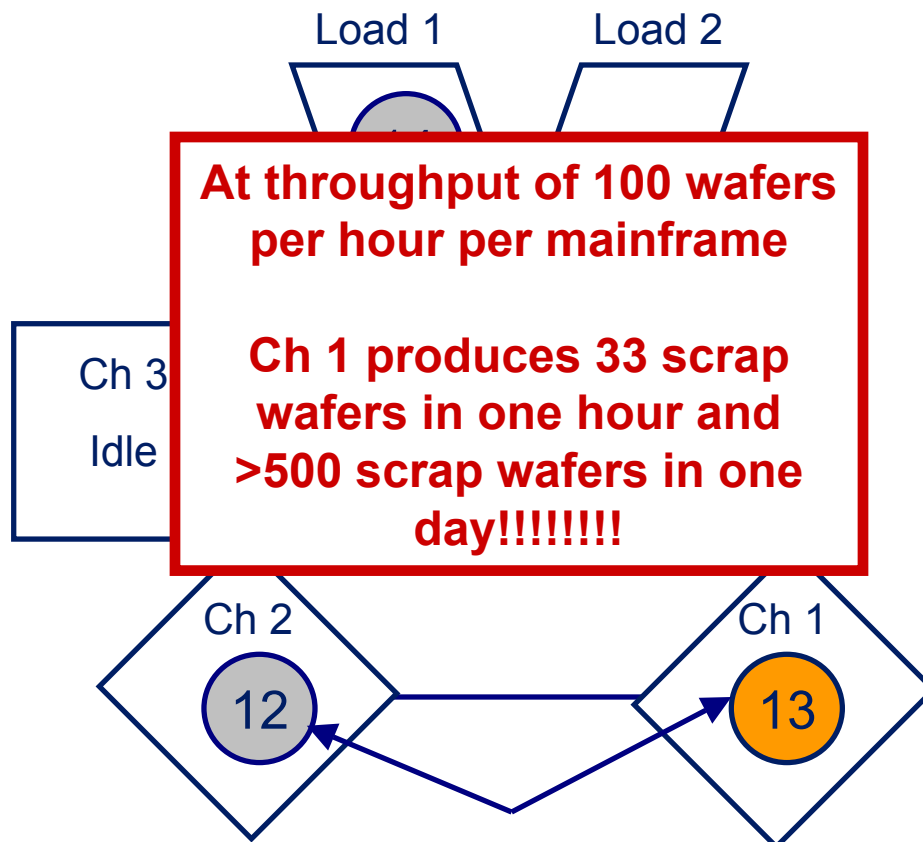 Load 1 Load 2
At throughput of 100 wafers
per hour per mainframe
Ch 1 produces 33 scrap
wafers in one hour and
>500 scrap wafers in one
day!!!!!!!!!
Ch 3
Idle
Ch 2 Ch 1
12 13